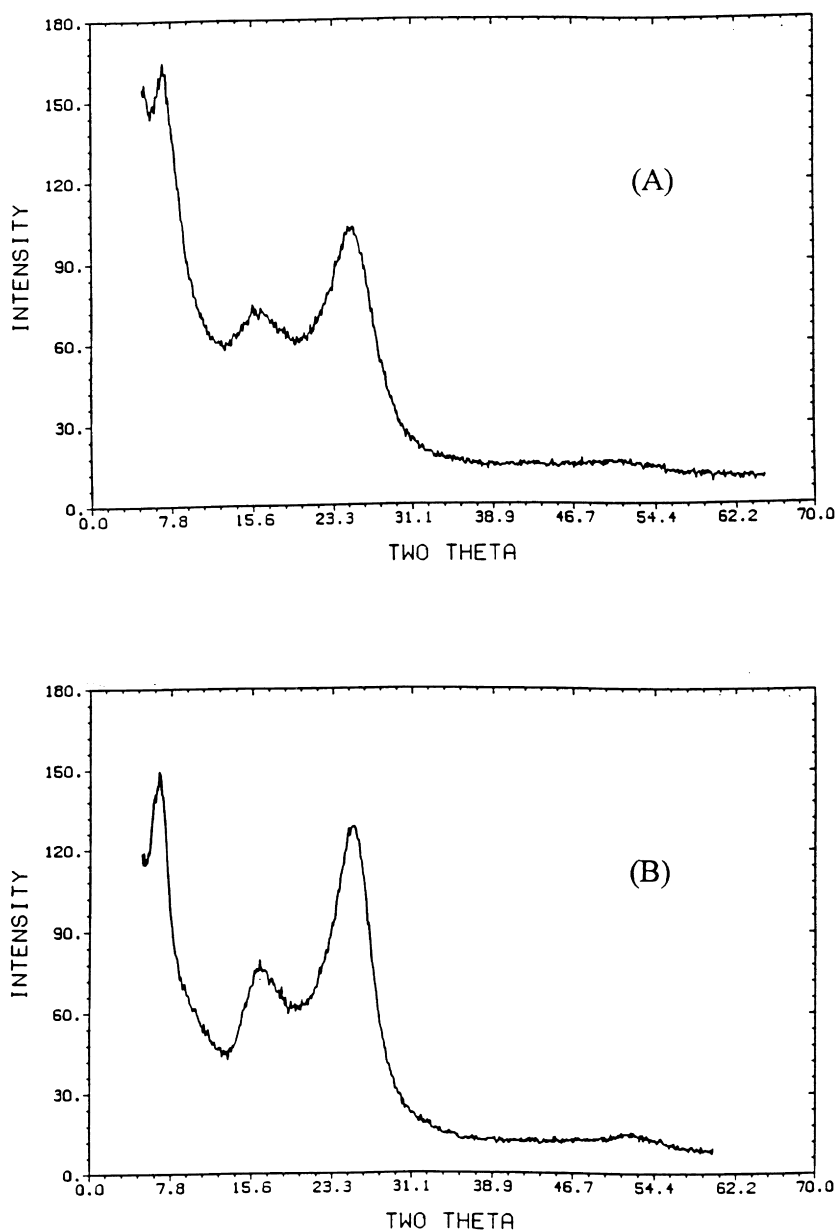 180.
150.
(A)
120.
INTENSITY
90.
60.
30.
0.
0.0 7.8 15.6 23.3 31.1 38.9 46.7 54.4 62.2 70.0
TWO THETA
180.
150.
120.
(B)
INTENSITY
90.
60.
30.
0.
0.0 7.8 15.6 23.3 31.1 38.9 46.7 54.4 62.2 70.0
TWO THETA